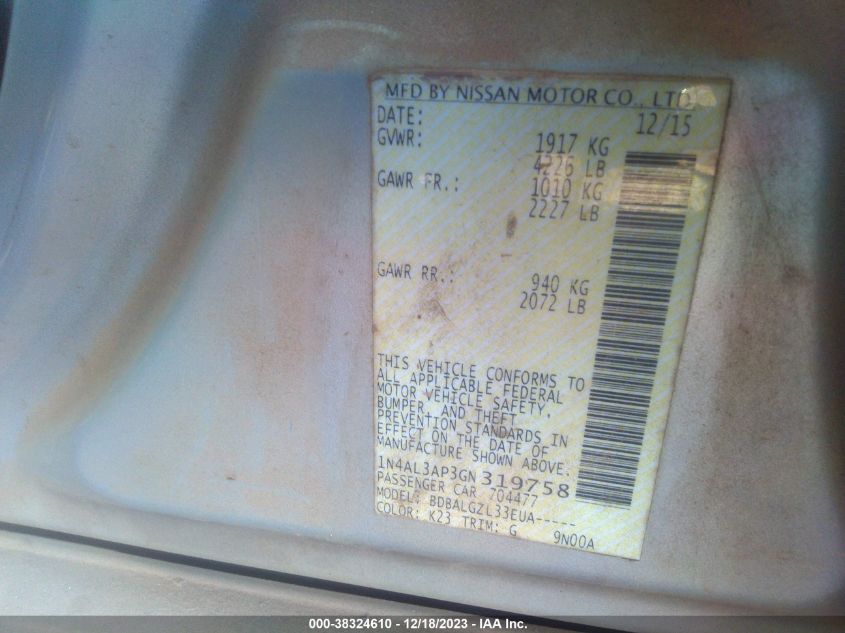 MFD BY NISSAN MOTOR CO., LTD.
DATE: 12/15
GVWR: 1917 KG
4226 LB
GAWR FR.: 1010 KG
2227 LB
GAWR RR.: 940 KG
2072 LB
THIS VEHICLE CONFORMS TO
ALL APPLICABLE FEDERAL
MOTOR VEHICLE SAFETY,
BUMPER, AND THEFT
PREVENTION STANDARDS IN
EFFECT ON THE DATE OF
MANUFACTURE SHOWN ABOVE.
1N4AL3AP3GN319758
PASSENGER CAR 704477
MODEL: BDBALGZL33EUA-----
COLOR: K23 TRIM: G 9N00A
000-38324610 - 12/18/2023 - IAA Inc.